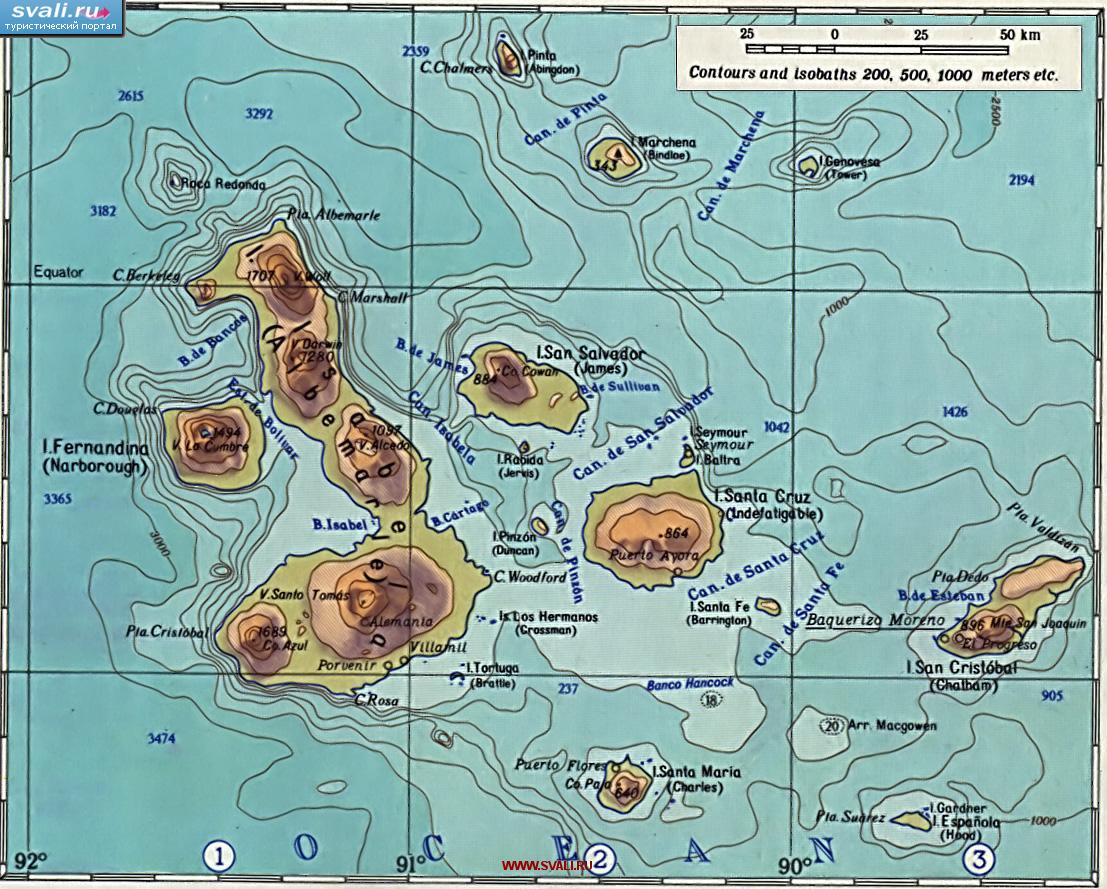 svali.ru
туристический портал
25 0 25 50 km
Contours and isobaths 200, 500, 1000 meters etc.
2359
I.Pinta
(Abingdon)
C.Chalmers
2615
3292
Can. de Pinta
I.Marchena
(Bindloe)
343
Can. de Marchena
2500
I.Genovesa
(Tower)
2194
Roca Redonda
3182
Pta. Albemarle
Equator
C.Berkeley
1707
V.Wolf
C.Marshall
1000
B.de Bancos
V.Darwin
1280
B.de James
I.San Salvador
(James)
884
Co Cowan
B.de Sullivan
C.Douglas
Est.de Bolivar
Can. Isabela
Can. de San Salvador
1042
1426
I.Fernandina
(Narborough)
1494
V. La Cumbre
1097
V.Alcedo
I.Rabida
(Jervis)
I.Seymour
Seymour
I.Baltra
3365
I. Isabela
(Albemarle)
B.Isabel
B.Cártago
I.Santa Cruz
(Indefatigable)
864
Puerto Ayora
I.Pinzón
(Duncan)
Can. de Pinzón
Can. de Santa Cruz
Pta. Valdizán
3000
C.Woodford
V.Santo Tomás
C.Alemania
Is.Los Hermanos
(Crossman)
I.Santa Fe
(Barrington)
Can. de Santa Fe
Pta.Dedo
B.de Esteban
Baquerizo Moreno
896 Mte San Joaquin
El Progreso
Pta.Cristóbal
1689
Co.Azul
Porvenir
Villamil
I.Tortuga
(Brattle)
I.San Cristóbal
(Chatham)
C.Rosa
237
Banco Hancock
18
905
20
Arr. Macgowen
3474
Puerto Flores
Co.Paja
640
I.Santa María
(Charles)
Pta.Suárez
I.Gardner
I.Española
(Hood)
1000
O C E A N
1 2 3
92° 91° 90°
WWW.SVALI.RU